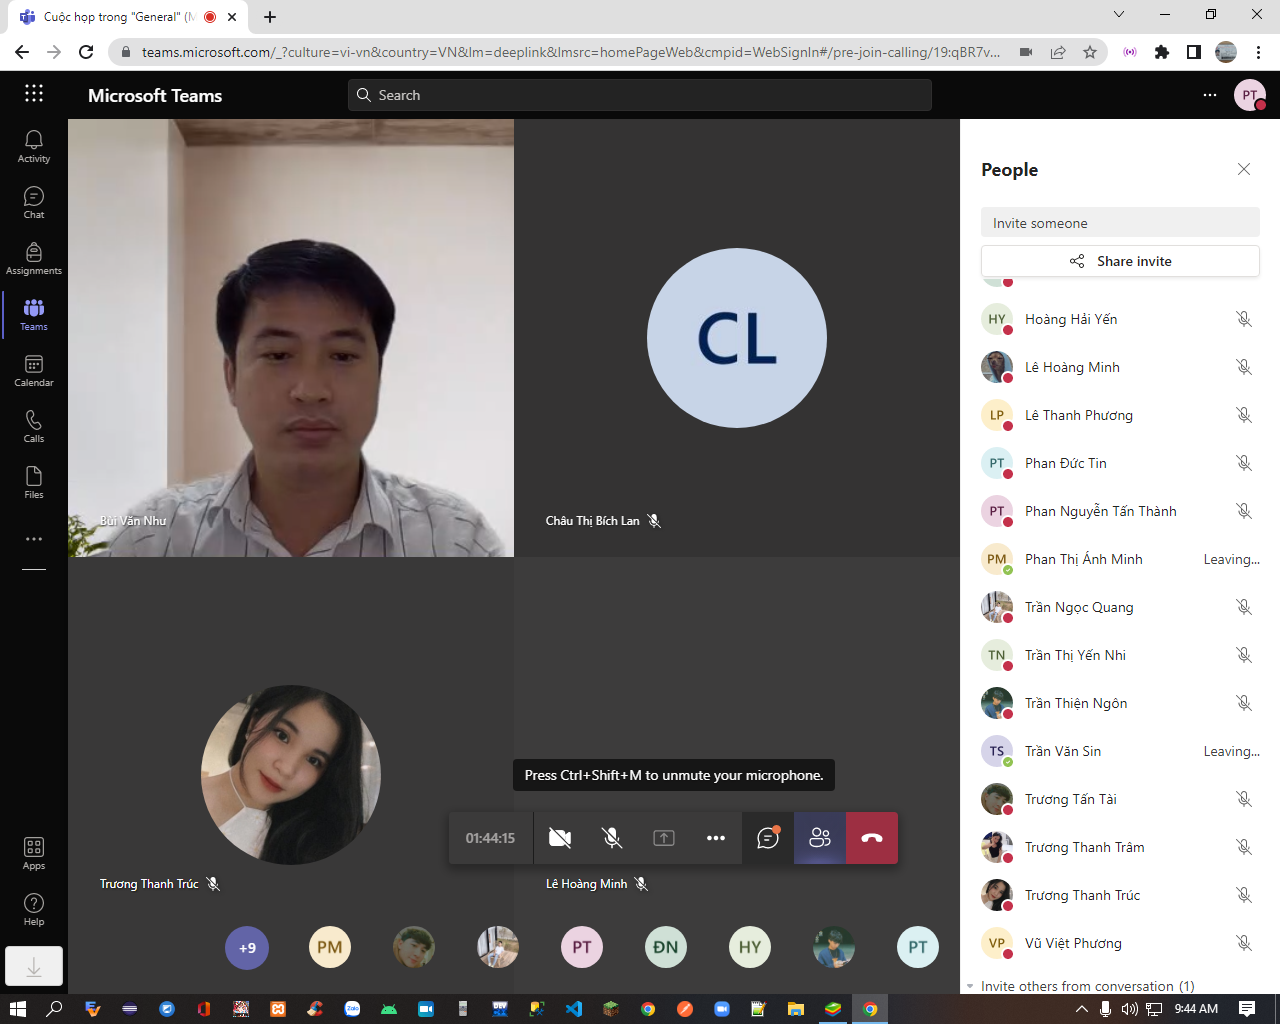 Cuộc họp trong "General" (M
teams.microsoft.com/_?culture=vi-vn&country=VN&lm=deeplink&lmsrc=homePageWeb&cmpid=WebSignIn#/pre-join-calling/19:qBR7v...
Microsoft Teams
Search
PT
Activity
Chat
Assignments
Teams
Calendar
Calls
Files
Apps
Help
Bùi Văn Như
CL
Châu Thị Bích Lan
Trương Thanh Trúc
Lê Hoàng Minh
Press Ctrl+Shift+M to unmute your microphone.
01:44:15
+9
PM
PT
ĐN
HY
PT
People
Invite someone
Share invite
HY Hoàng Hải Yến
Lê Hoàng Minh
LP Lê Thanh Phương
PT Phan Đức Tin
PT Phan Nguyễn Tấn Thành
PM Phan Thị Ánh Minh Leaving...
Trần Ngọc Quang
TN Trần Thị Yến Nhi
Trần Thiện Ngôn
TS Trần Văn Sin Leaving...
Trương Tấn Tài
Trương Thanh Trâm
Trương Thanh Trúc
VP Vũ Việt Phương
Invite others from conversation (1)
Zalo
DEV
9:44 AM